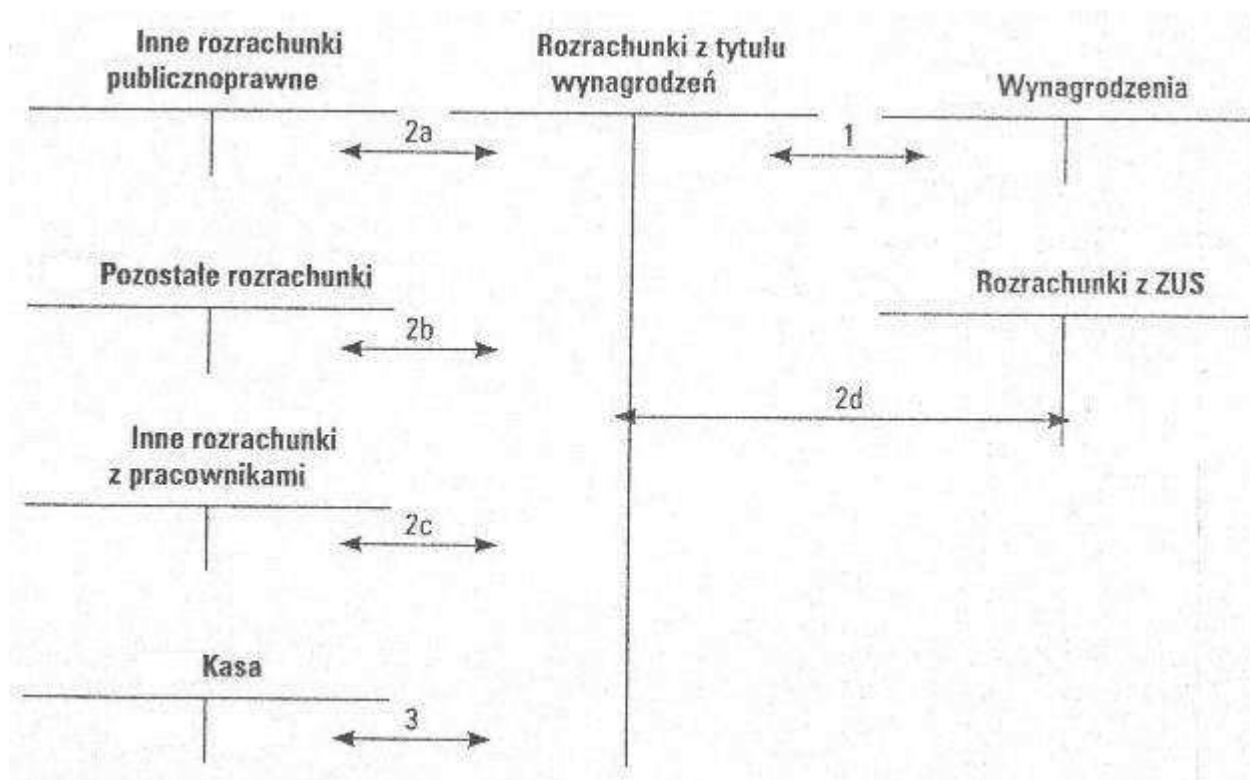 Inne rozrachunki
publicznoprawne
Rozrachunki z tytułu
wynagrodzeń
Wynagrodzenia
2a
1
Pozostałe rozrachunki
Rozrachunki z ZUS
2b
2d
Inne rozrachunki
z pracownikami
2c
Kasa
3